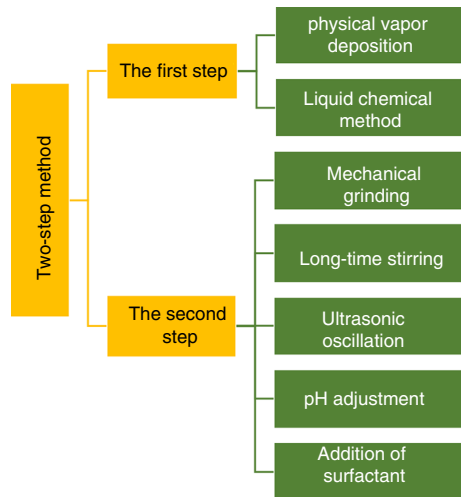 Two-step method
The first step
physical vapor
deposition
Liquid chemical
method
The second
step
Mechanical
grinding
Long-time stirring
Ultrasonic
oscillation
pH adjustment
Addition of
surfactant